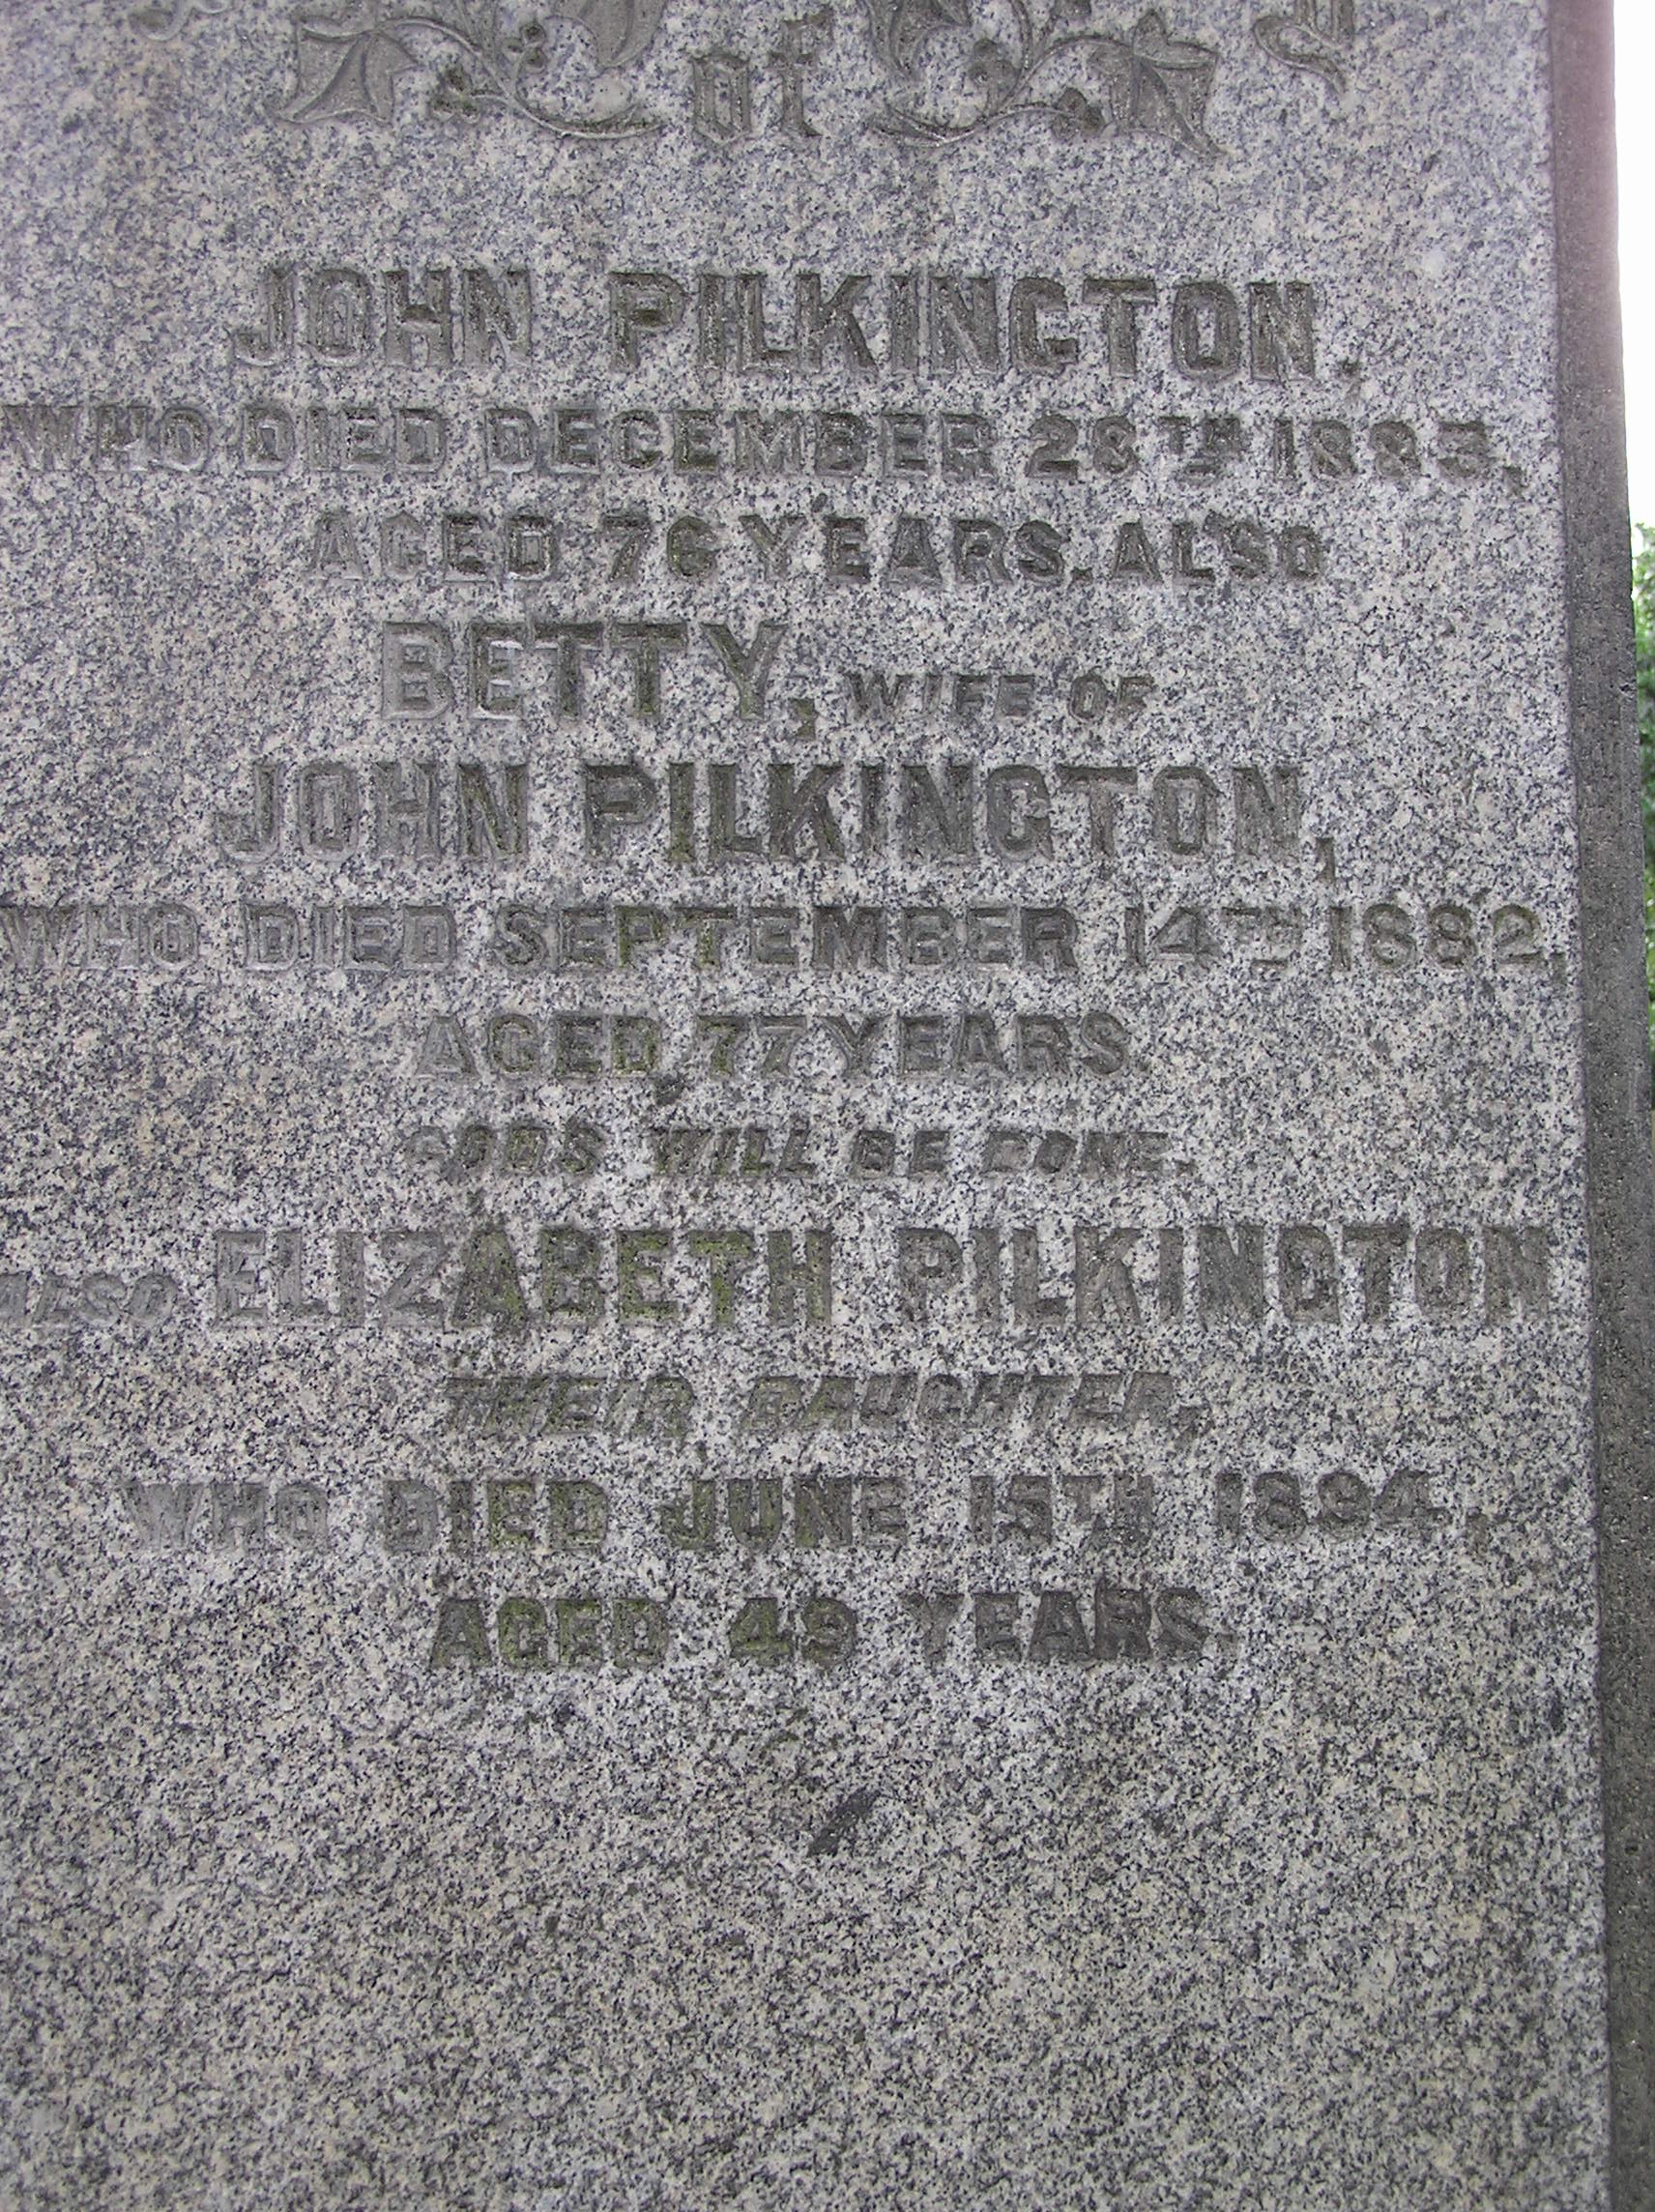 of
JOHN PILKINGTON,
WHO DIED DECEMBER 28TH 1883,
AGED 76 YEARS. ALSO
BETTY, WIFE OF
JOHN PILKINGTON,
WHO DIED SEPTEMBER 14TH 1882,
AGED 77 YEARS.
GODS WILL BE DONE.
ALSO ELIZABETH PILKINGTON
THEIR DAUGHTER,
WHO DIED JUNE 15TH 1894,
AGED 49 YEARS.